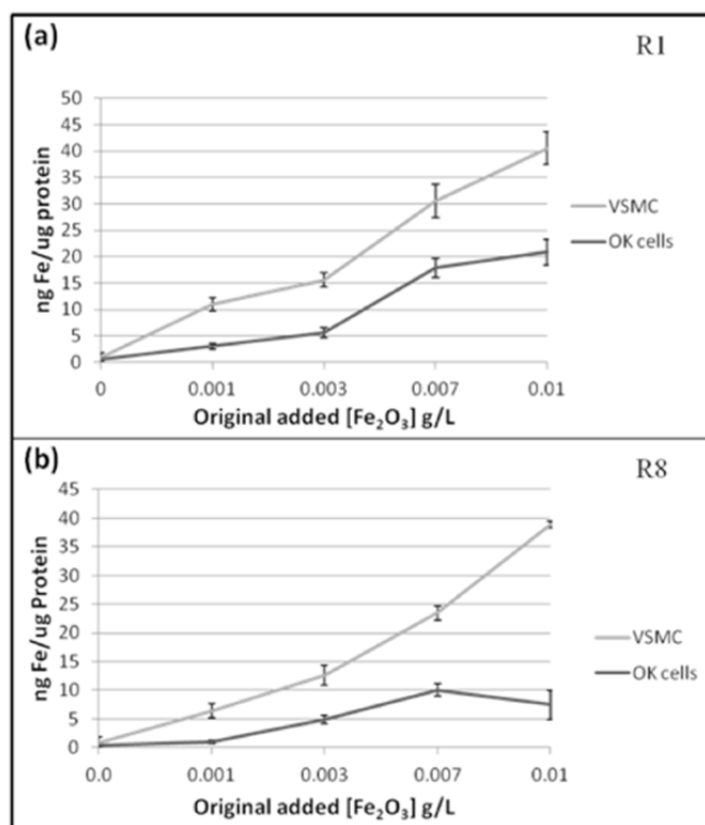 (a)
R1
50
45
40
35
30
25
20
15
10
5
0
ng Fe/ug protein
VSMC
OK cells
0 0.001 0.003 0.007 0.01
Original added [Fe₂O₃] g/L
(b)
R8
45
40
35
30
25
20
15
10
5
0
ng Fe/ug Protein
VSMC
OK cells
0.0 0.001 0.003 0.007 0.01
Original added [Fe₂O₃] g/L